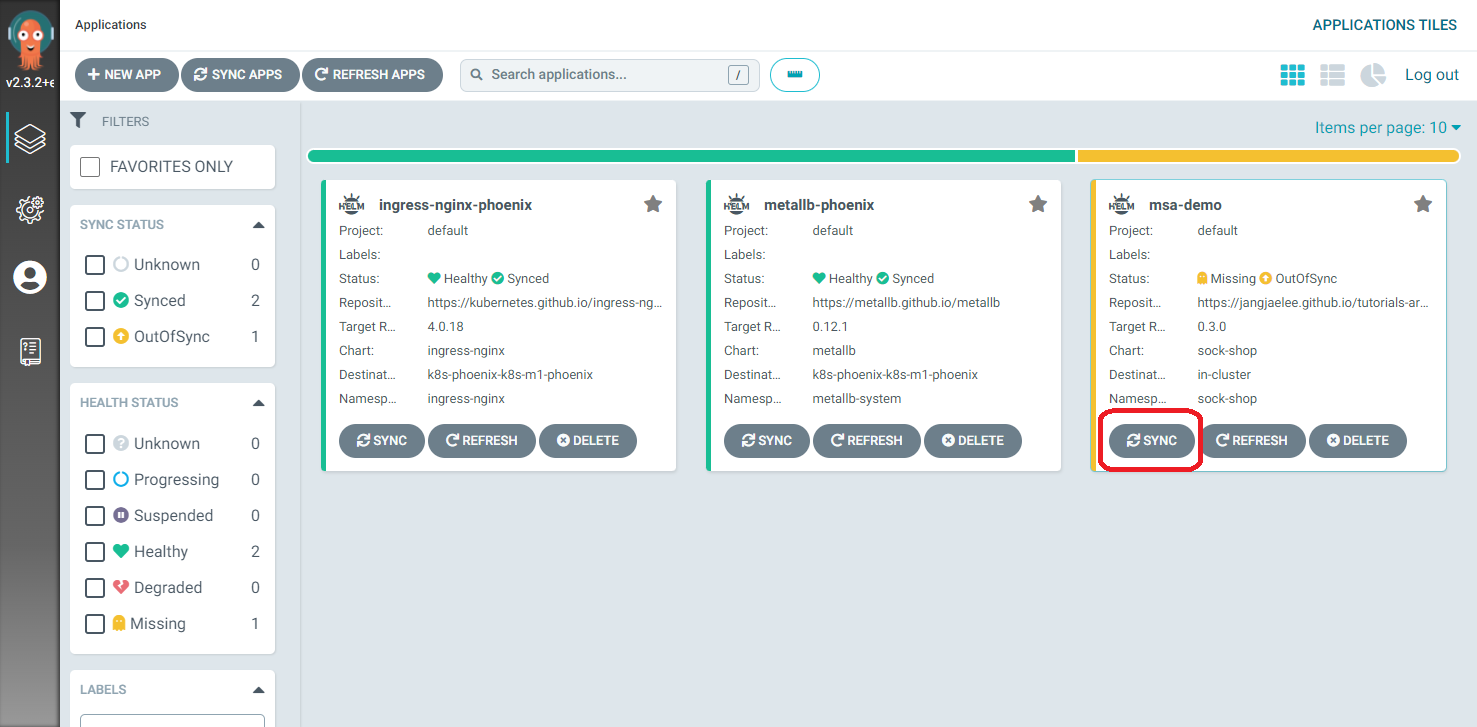 Applications
APPLICATIONS TILES
v2.3.2+e
NEW APP
SYNC APPS
REFRESH APPS
Search applications...
/
Log out
FILTERS
FAVORITES ONLY
SYNC STATUS
Unknown 0
Synced 2
OutOfSync 1
HEALTH STATUS
Unknown 0
Progressing 0
Suspended 0
Healthy 2
Degraded 0
Missing 1
LABELS
Items per page: 10
HELM
ingress-nginx-phoenix
Project: default
Labels:
Status: Healthy Synced
Reposit... https://kubernetes.github.io/ingress-ng...
Target R... 4.0.18
Chart: ingress-nginx
Destinat... k8s-phoenix-k8s-m1-phoenix
Namesp... ingress-nginx
SYNC REFRESH DELETE
HELM
metallb-phoenix
Project: default
Labels:
Status: Healthy Synced
Reposit... https://metallb.github.io/metallb
Target R... 0.12.1
Chart: metallb
Destinat... k8s-phoenix-k8s-m1-phoenix
Namesp... metallb-system
SYNC REFRESH DELETE
HELM
msa-demo
Project: default
Labels:
Status: Missing OutOfSync
Reposit... https://jangjaelee.github.io/tutorials-ar...
Target R... 0.3.0
Chart: sock-shop
Destinat... in-cluster
Namesp... sock-shop
SYNC REFRESH DELETE